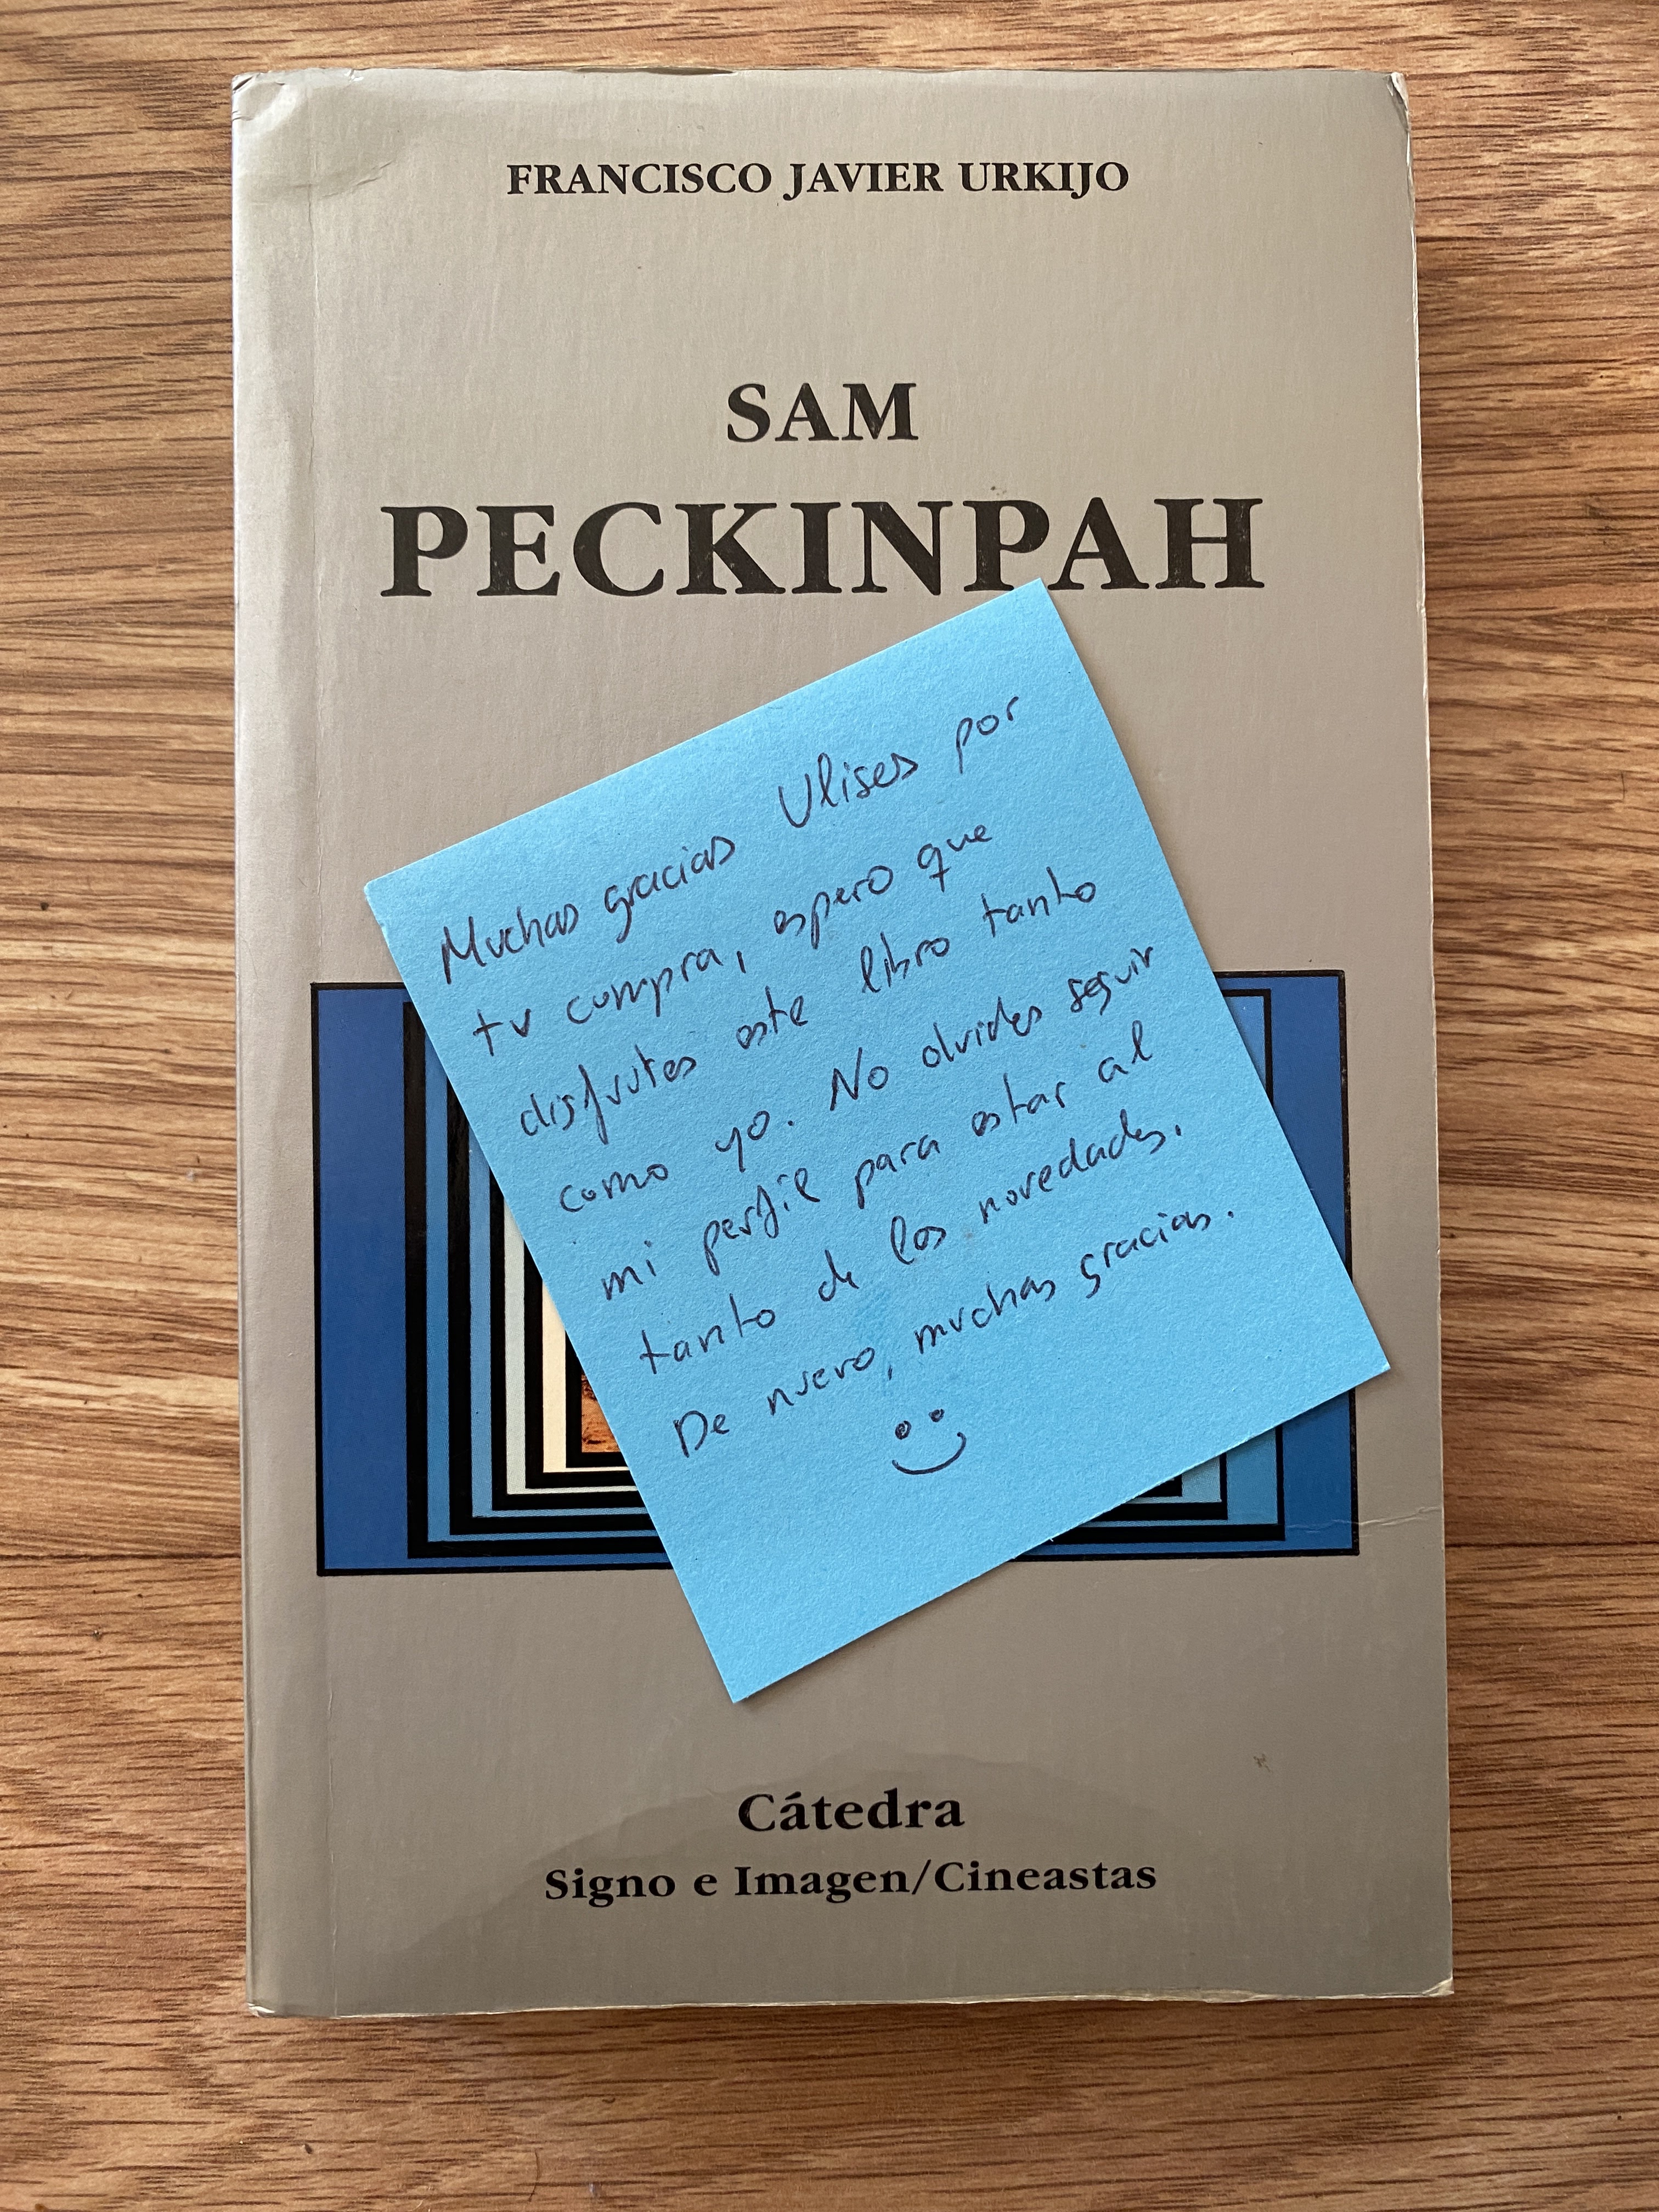 FRANCISCO JAVIER URKIJO
SAM
PECKINPAH
Muchas gracias Ulises por
tu compra, espero que
disfrutes este libro tanto
como yo. No olvides seguir
mi perfil para estar al
tanto de las novedades.
De nuevo, muchas gracias.
Cátedra
Signo e Imagen/Cineastas